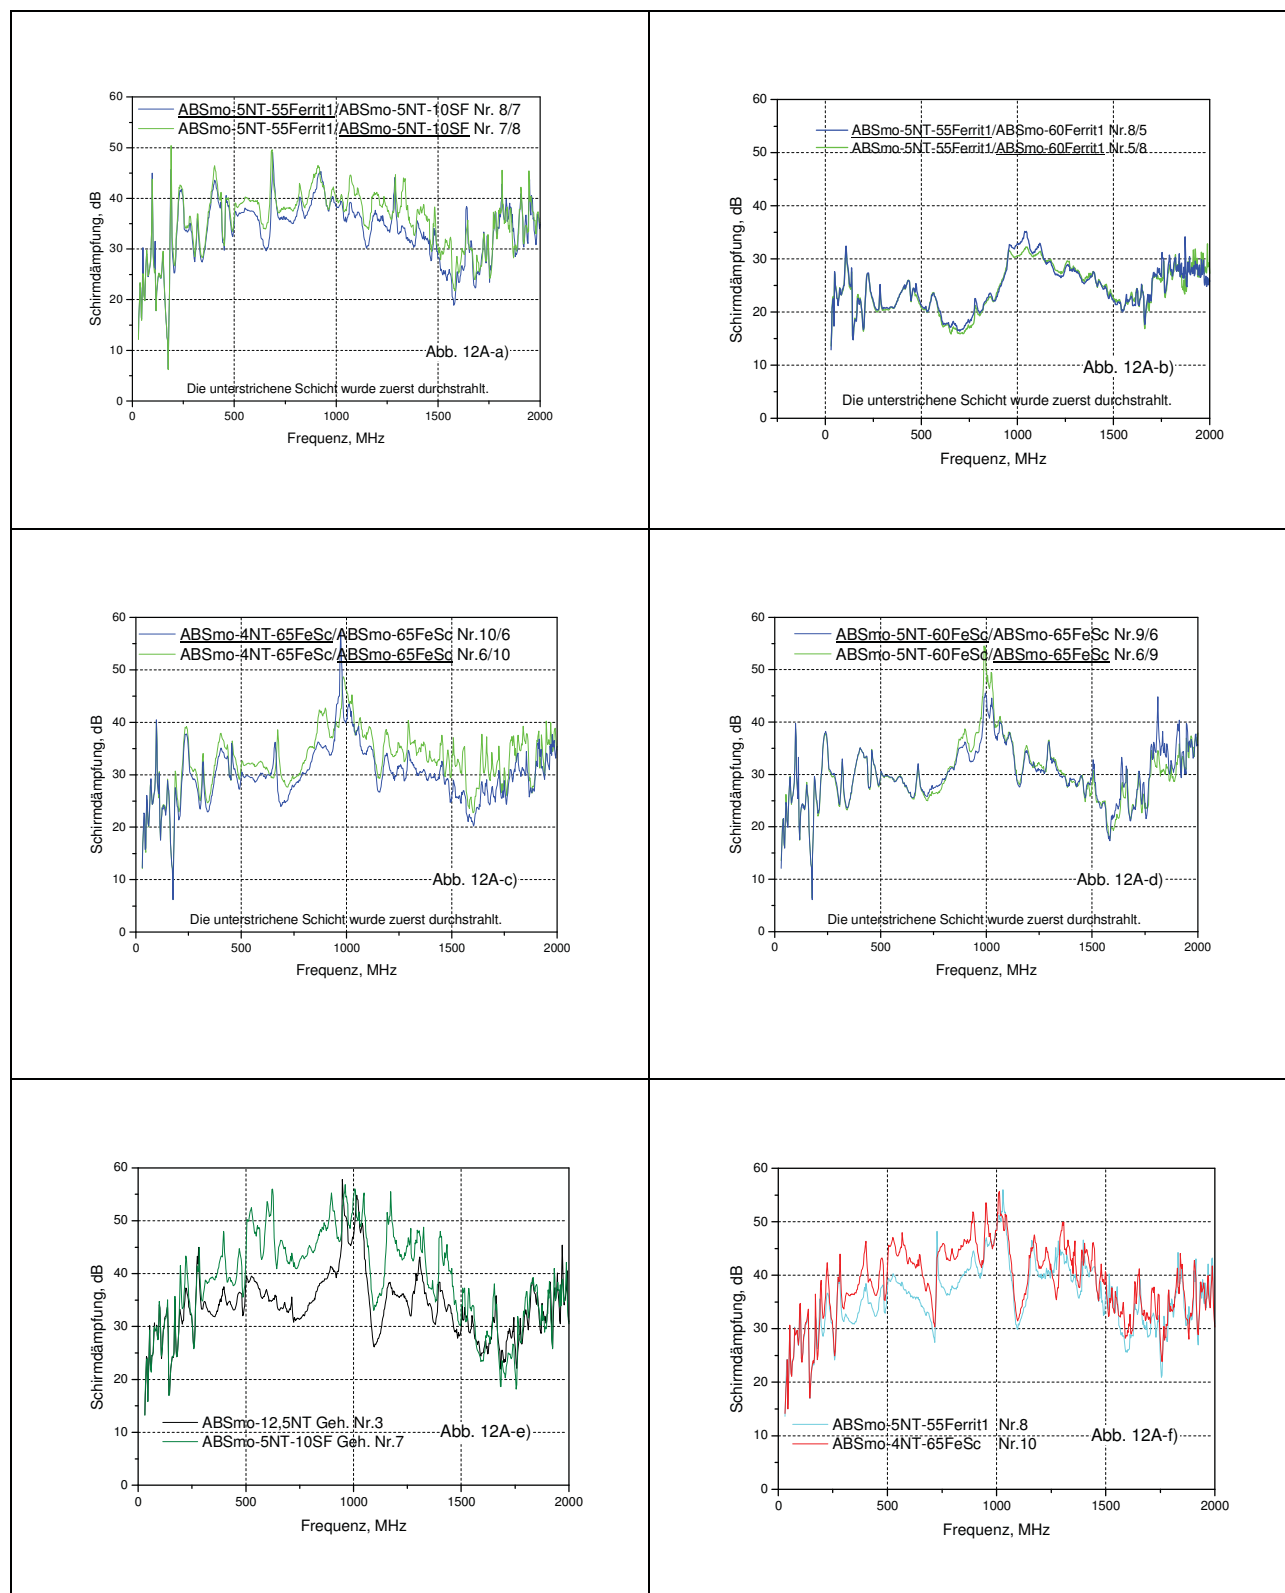 ABSmo-5NT-55Ferrit1/ABSmo-5NT-10SF Nr. 8/7
ABSmo-5NT-55Ferrit1/ABSmo-5NT-10SF Nr. 7/8
Schirmdämpfung, dB
60
50
40
30
20
10
0
Abb. 12A-a)
Die unterstrichene Schicht wurde zuerst durchstrahlt.
0 500 1000 1500 2000
Frequenz, MHz
ABSmo-5NT-55Ferrit1/ABSmo-60Ferrit1 Nr.8/5
ABSmo-5NT-55Ferrit1/ABSmo-60Ferrit1 Nr.5/8
Schirmdämpfung, dB
60
50
40
30
20
10
0
Abb. 12A-b)
Die unterstrichene Schicht wurde zuerst durchstrahlt.
0 500 1000 1500 2000
Frequenz, MHz
ABSmo-4NT-65FeSc/ABSmo-65FeSc Nr.10/6
ABSmo-4NT-65FeSc/ABSmo-65FeSc Nr.6/10
Schirmdämpfung, dB
60
50
40
30
20
10
0
Abb. 12A-c)
Die unterstrichene Schicht wurde zuerst durchstrahlt.
0 500 1000 1500 2000
Frequenz, MHz
ABSmo-5NT-60FeSc/ABSmo-65FeSc Nr.9/6
ABSmo-5NT-60FeSc/ABSmo-65FeSc Nr.6/9
Schirmdämpfung, dB
60
50
40
30
20
10
0
Abb. 12A-d)
Die unterstrichene Schicht wurde zuerst durchstrahlt.
0 500 1000 1500 2000
Frequenz, MHz
Schirmdämpfung, dB
60
50
40
30
20
10
0
ABSmo-12,5NT Geh. Nr.3
ABSmo-5NT-10SF Geh. Nr.7
Abb. 12A-e)
0 500 1000 1500 2000
Frequenz, MHz
Schirmdämpfung, dB
60
50
40
30
20
10
0
ABSmo-5NT-55Ferrit1 Nr.8
ABSmo-4NT-65FeSc Nr.10
Abb. 12A-f)
0 500 1000 1500 2000
Frequenz, MHz